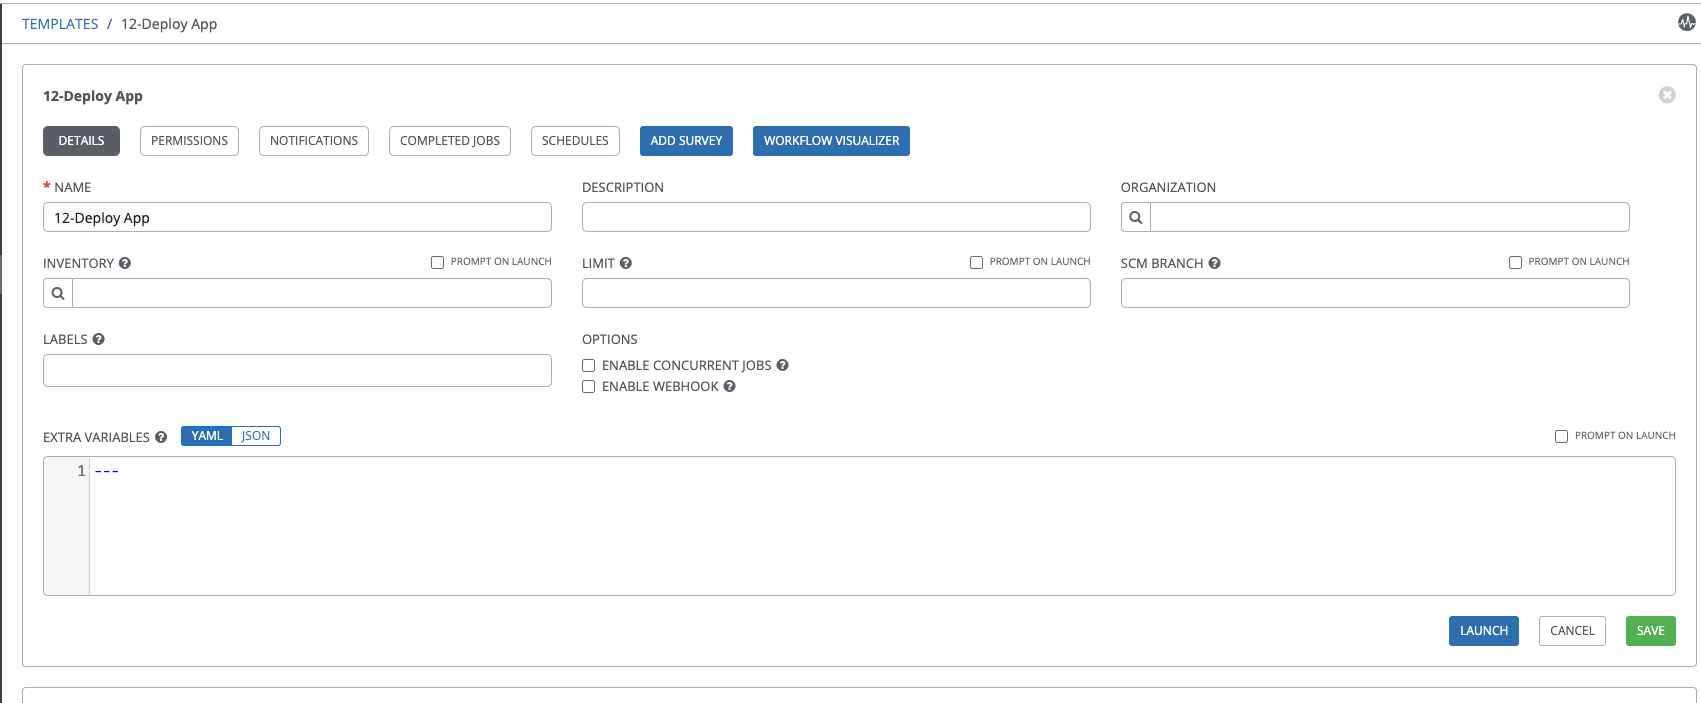 TEMPLATES / 12-Deploy App
12-Deploy App
DETAILS PERMISSIONS NOTIFICATIONS COMPLETED JOBS SCHEDULES ADD SURVEY WORKFLOW VISUALIZER
* NAME DESCRIPTION ORGANIZATION
12-Deploy App
INVENTORY ? PROMPT ON LAUNCH LIMIT ? PROMPT ON LAUNCH SCM BRANCH ? PROMPT ON LAUNCH
LABELS ? OPTIONS
ENABLE CONCURRENT JOBS ?
ENABLE WEBHOOK ?
EXTRA VARIABLES ? YAML JSON PROMPT ON LAUNCH
1 ---
LAUNCH CANCEL SAVE